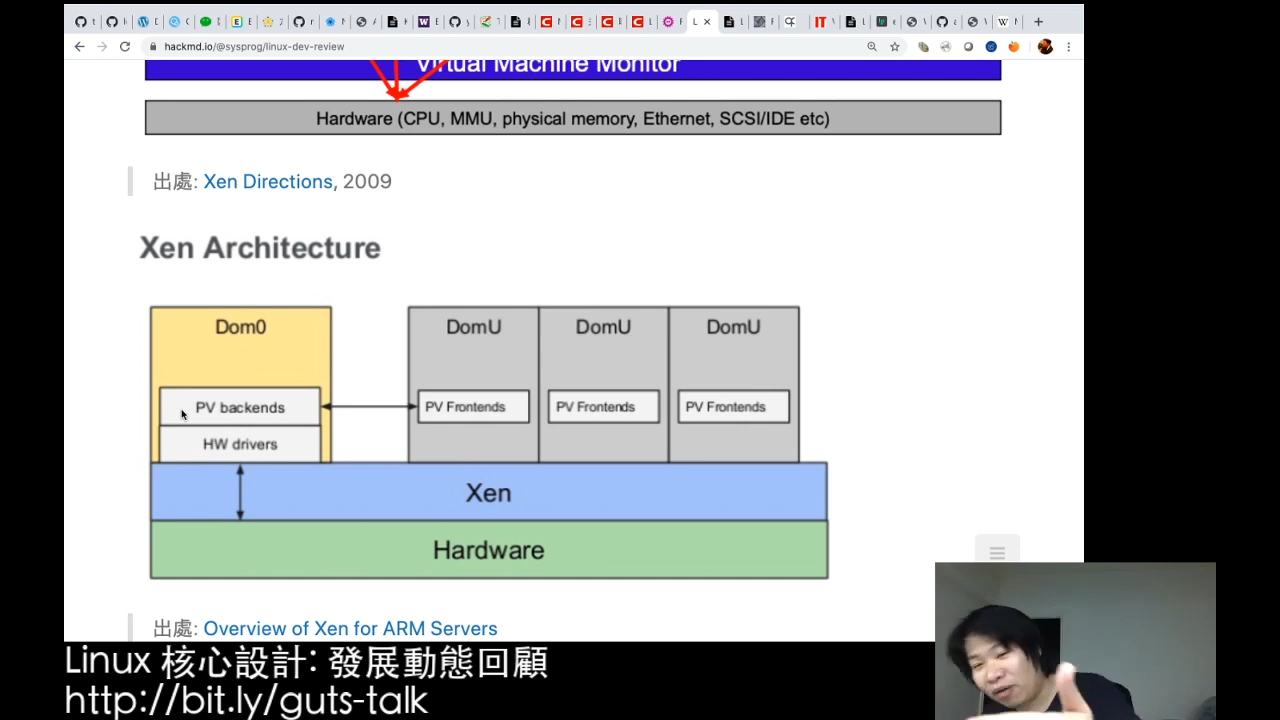 hackmd.io/@sysprog/linux-dev-review
Virtual Machine Monitor
Hardware (CPU, MMU, physical memory, Ethernet, SCSI/IDE etc)
出處: Xen Directions, 2009
Xen Architecture
Dom0
DomU
DomU
DomU
PV backends
PV Frontends
PV Frontends
PV Frontends
HW drivers
Xen
Hardware
出處: Overview of Xen for ARM Servers
Linux 核心設計: 發展動態回顧
http://bit.ly/guts-talk